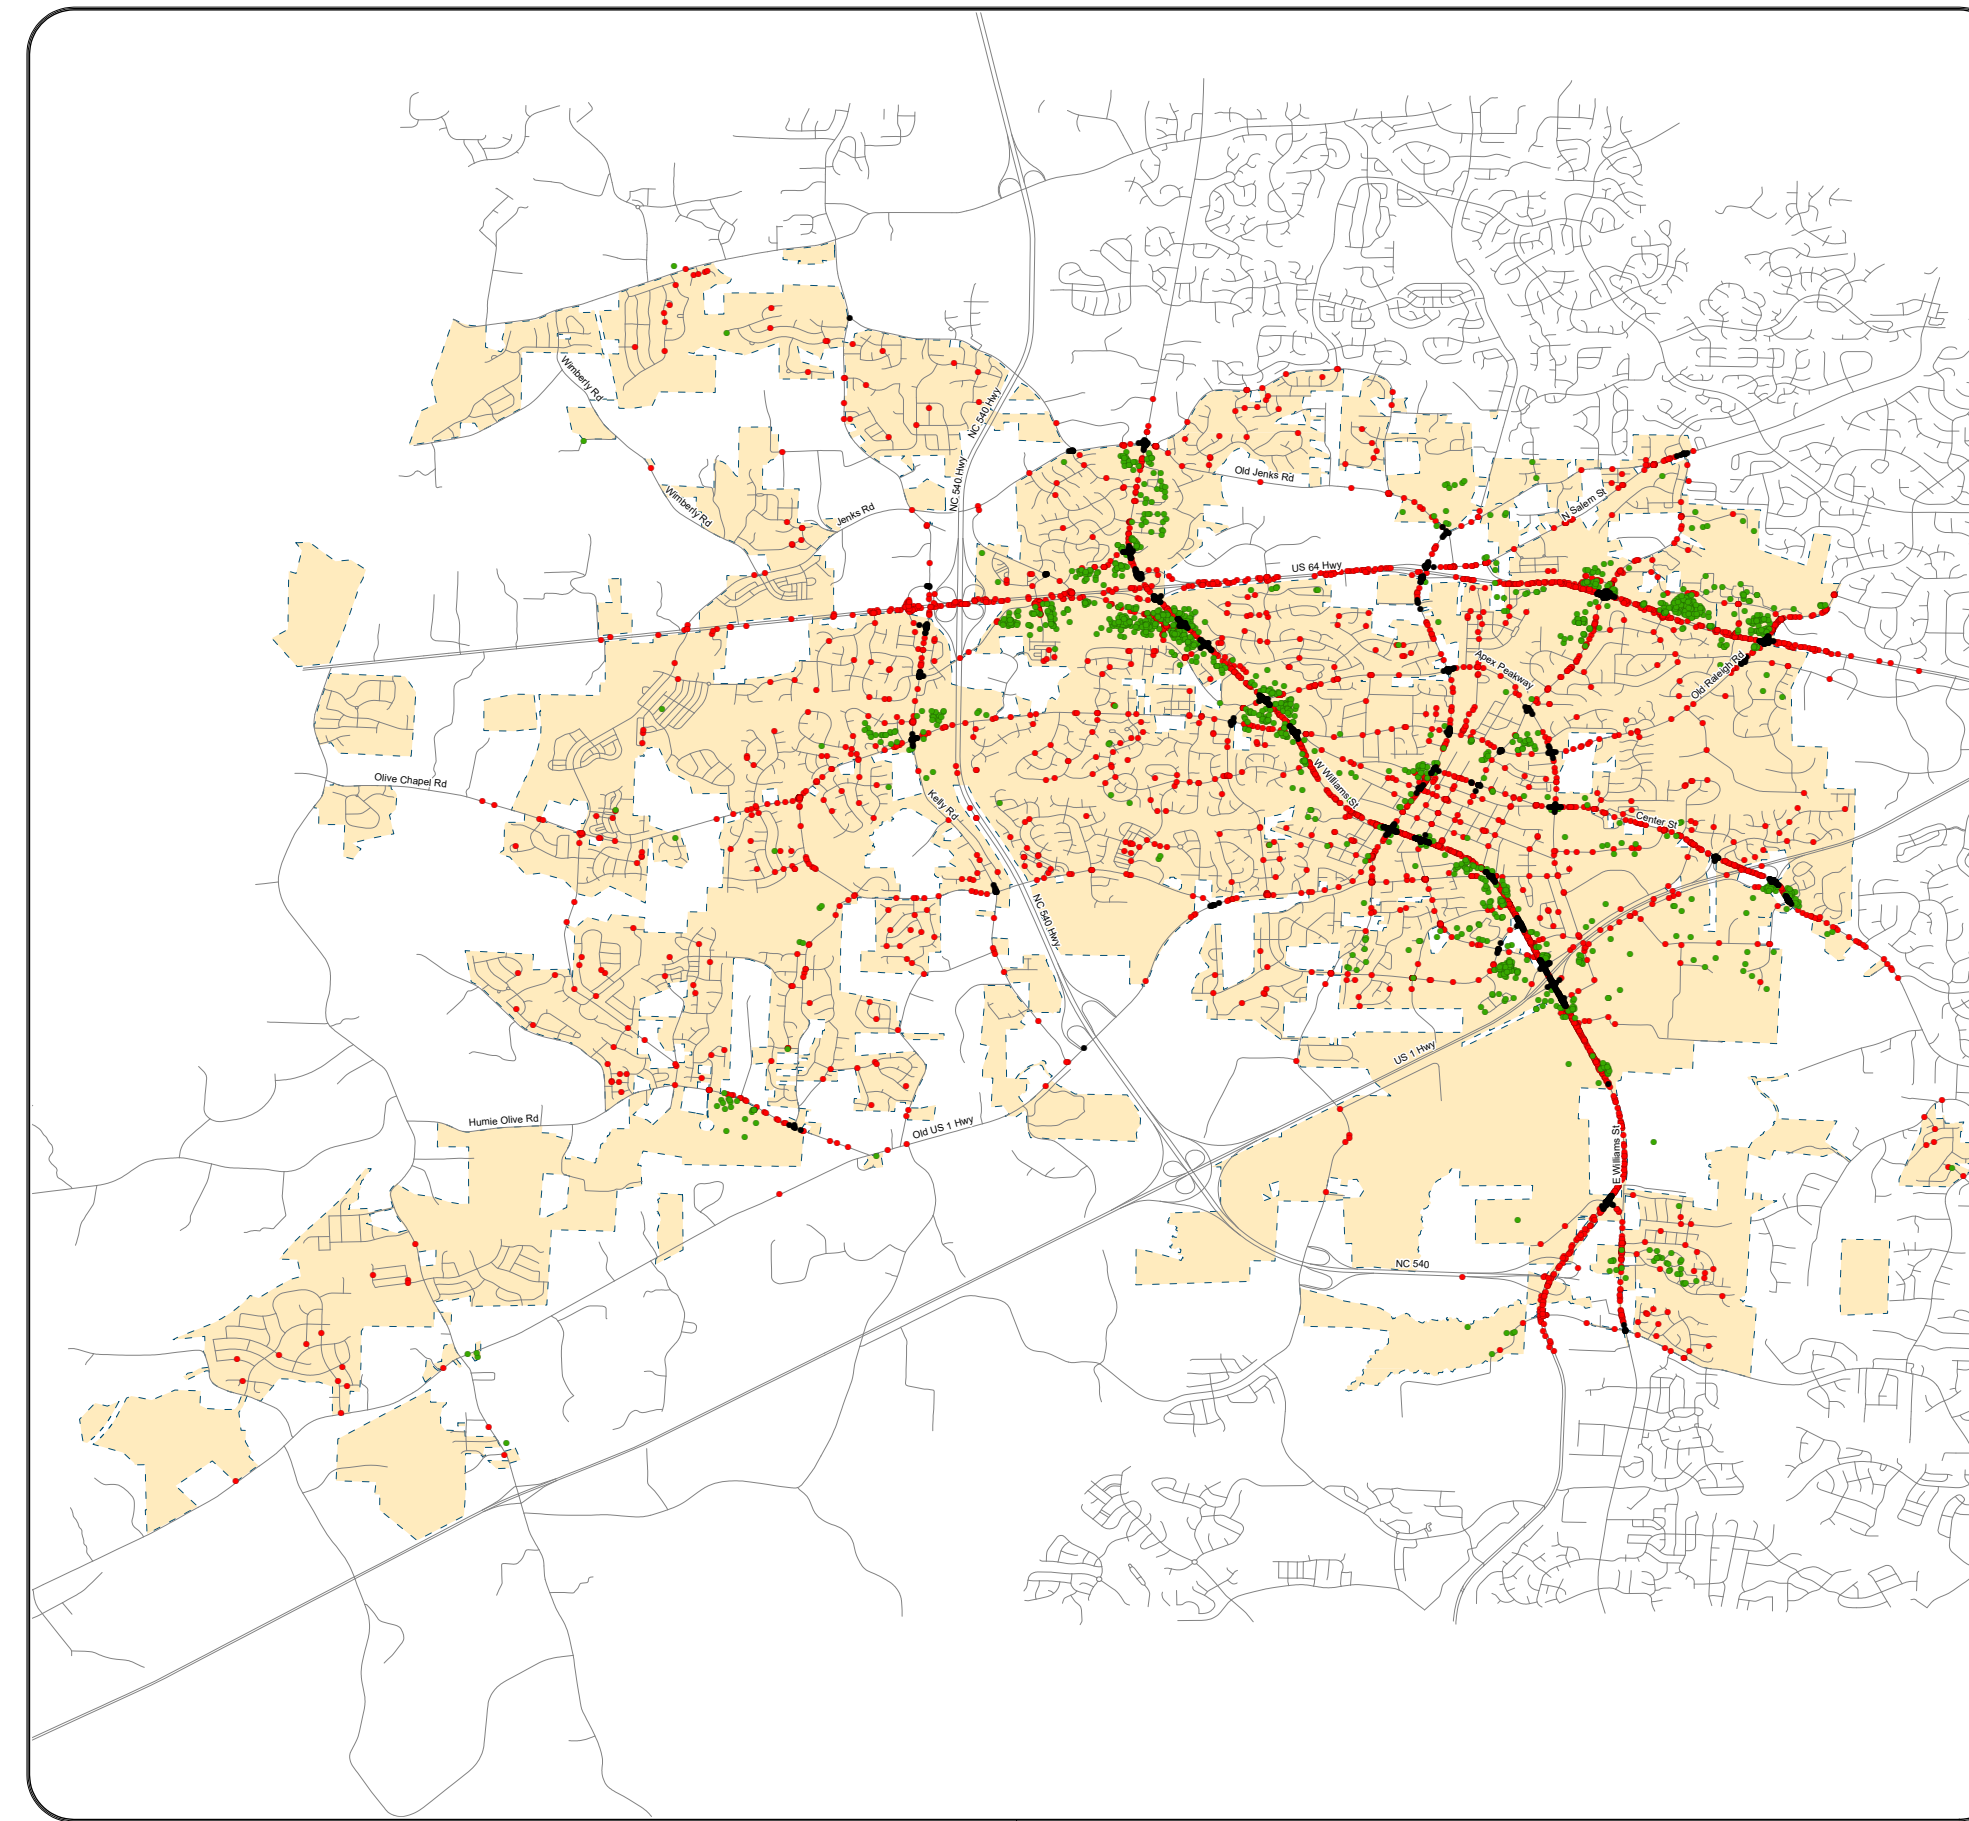 Wimberly Rd
NC 540 Hwy
NC 540 Hwy
Old Jenks Rd
Wimberly Rd
Jenks Rd
N Salem St
US 64 Hwy
Apex Peakway
Old Raleigh Rd
Olive Chapel Rd
Kelly Rd
W Williams St
Center St
NC 540 Hwy
US 1 Hwy
Humie Olive Rd
Old US 1 Hwy
E Williams St
NC 540